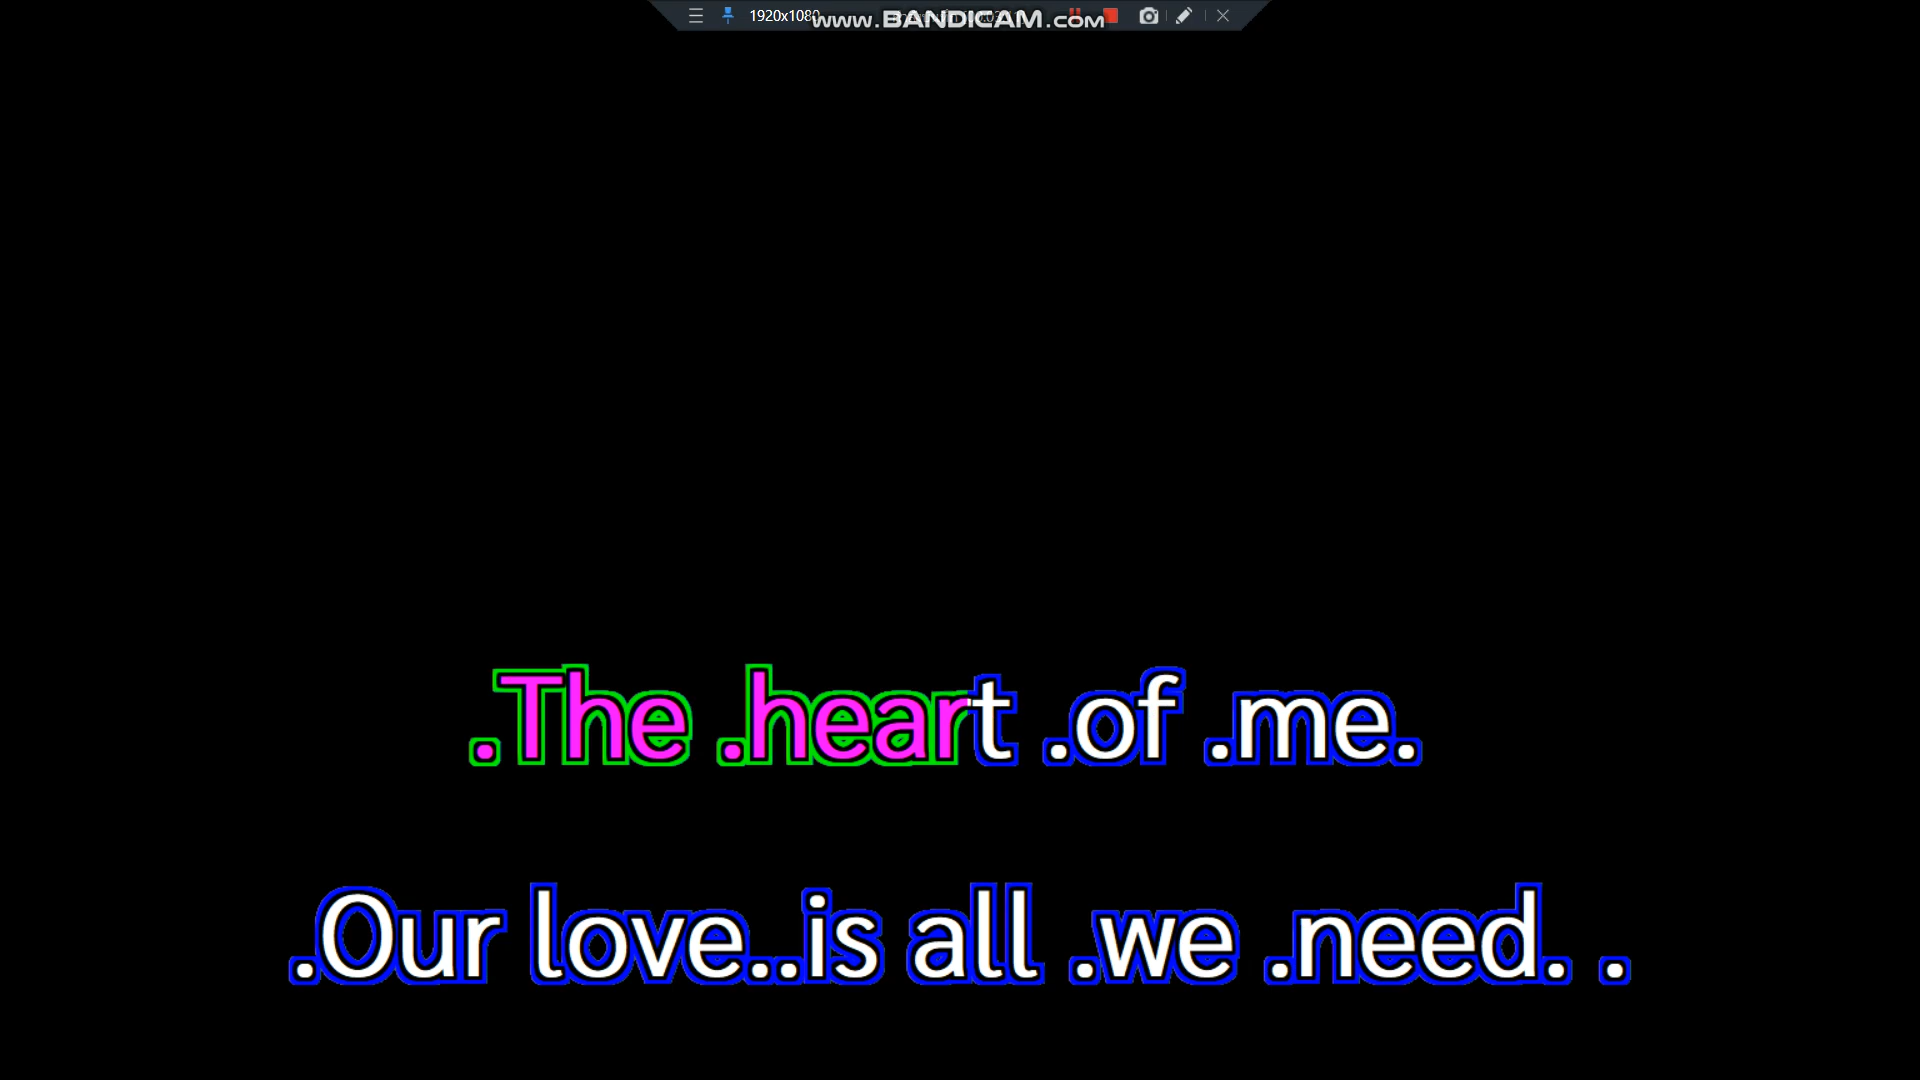 1920x1080
www.BANDICAM.com
.The .heart .of .me.
.Our love..is all .we .need. .